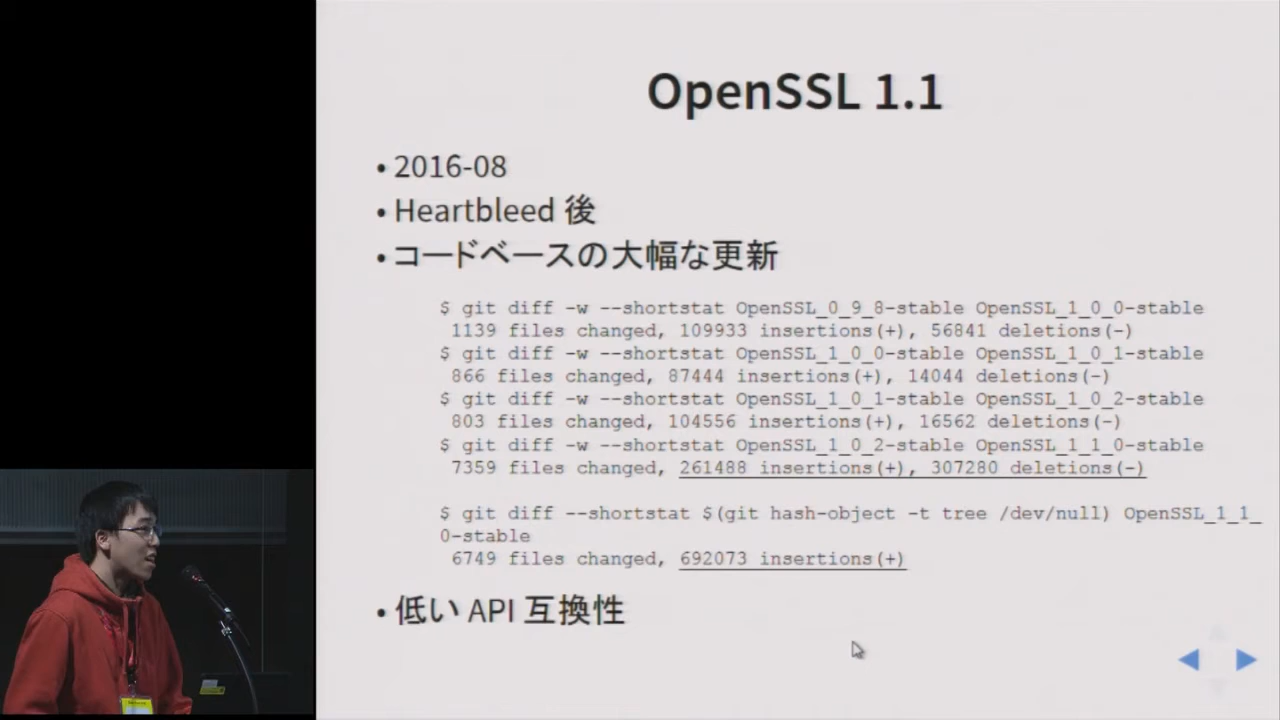 OpenSSL 1.1
• 2016-08
• Heartbleed 後
• コードベースの大幅な更新
$ git diff -w --shortstat OpenSSL_0_9_8-stable OpenSSL_1_0_0-stable
1139 files changed, 109933 insertions(+), 56841 deletions(-)
$ git diff -w --shortstat OpenSSL_1_0_0-stable OpenSSL_1_0_1-stable
866 files changed, 87444 insertions(+), 14044 deletions(-)
$ git diff -w --shortstat OpenSSL_1_0_1-stable OpenSSL_1_0_2-stable
803 files changed, 104556 insertions(+), 16562 deletions(-)
$ git diff -w --shortstat OpenSSL_1_0_2-stable OpenSSL_1_1_0-stable
7359 files changed, 261488 insertions(+), 307280 deletions(-)
$ git diff --shortstat $(git hash-object -t tree /dev/null) OpenSSL_1_1_
0-stable
6749 files changed, 692073 insertions(+)
• 低い API 互換性